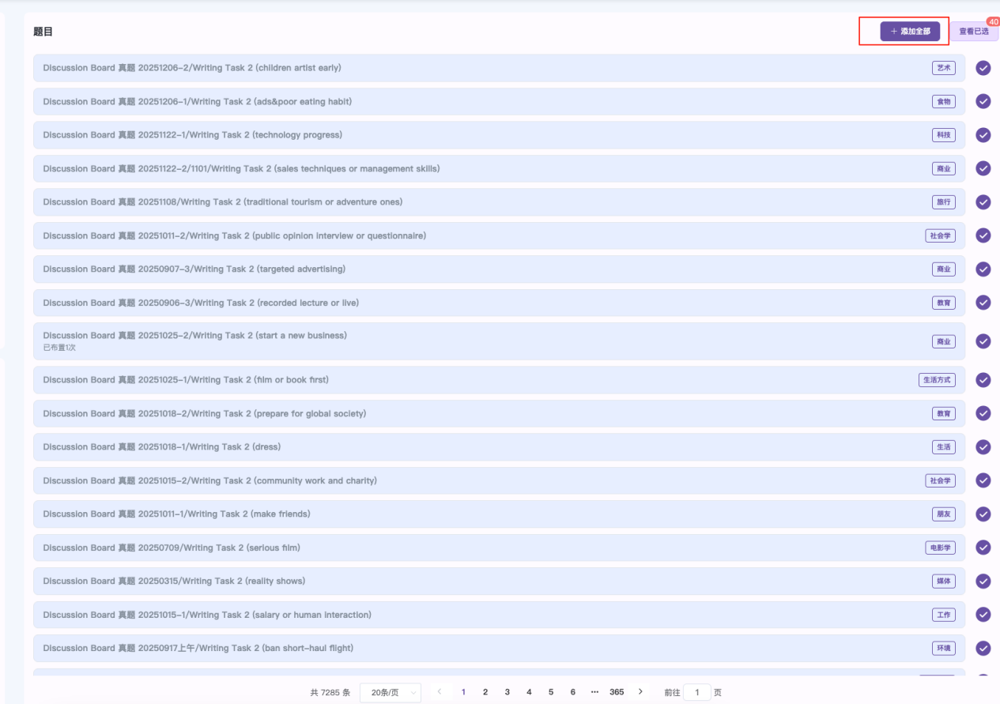 题目
+ 添加全部
查看已选
40
Discussion Board 真题 20251206-2/Writing Task 2 (children artist early)
艺术
Discussion Board 真题 20251206-1/Writing Task 2 (ads&poor eating habit)
食物
Discussion Board 真题 20251122-1/Writing Task 2 (technology progress)
科技
Discussion Board 真题 20251122-2/1101/Writing Task 2 (sales techniques or management skills)
商业
Discussion Board 真题 20251108/Writing Task 2 (traditional tourism or adventure ones)
旅行
Discussion Board 真题 20251011-2/Writing Task 2 (public opinion interview or questionnaire)
社会学
Discussion Board 真题 20250907-3/Writing Task 2 (targeted advertising)
商业
Discussion Board 真题 20250906-3/Writing Task 2 (recorded lecture or live)
教育
Discussion Board 真题 20251025-2/Writing Task 2 (start a new business)
已布置1次
商业
Discussion Board 真题 20251025-1/Writing Task 2 (film or book first)
生活方式
Discussion Board 真题 20251018-2/Writing Task 2 (prepare for global society)
教育
Discussion Board 真题 20251018-1/Writing Task 2 (dress)
生活
Discussion Board 真题 20251015-2/Writing Task 2 (community work and charity)
社会学
Discussion Board 真题 20251011-1/Writing Task 2 (make friends)
朋友
Discussion Board 真题 20250709/Writing Task 2 (serious film)
电影学
Discussion Board 真题 20250315/Writing Task 2 (reality shows)
媒体
Discussion Board 真题 20251015-1/Writing Task 2 (salary or human interaction)
工作
Discussion Board 真题 20250917上午/Writing Task 2 (ban short-haul flight)
环境
共 7285 条 20条/页 < 1 2 3 4 5 6 ··· 365 > 前往 1 页